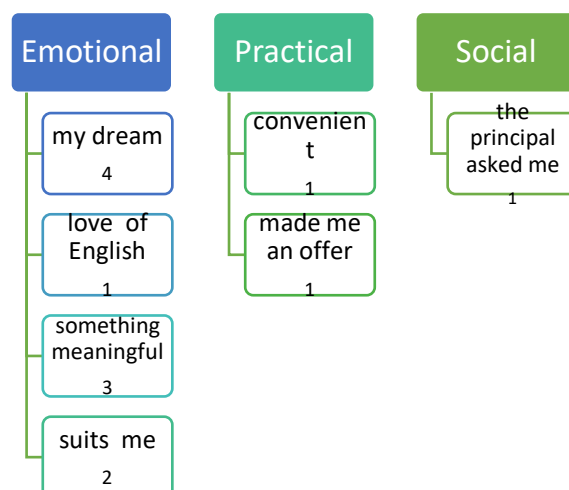 Emotional
my dream
4
love of
English
1
something
meaningful
3
suits me
2
Practical
convenien
t
1
made me
an offer
1
Social
the
principal
asked me
1